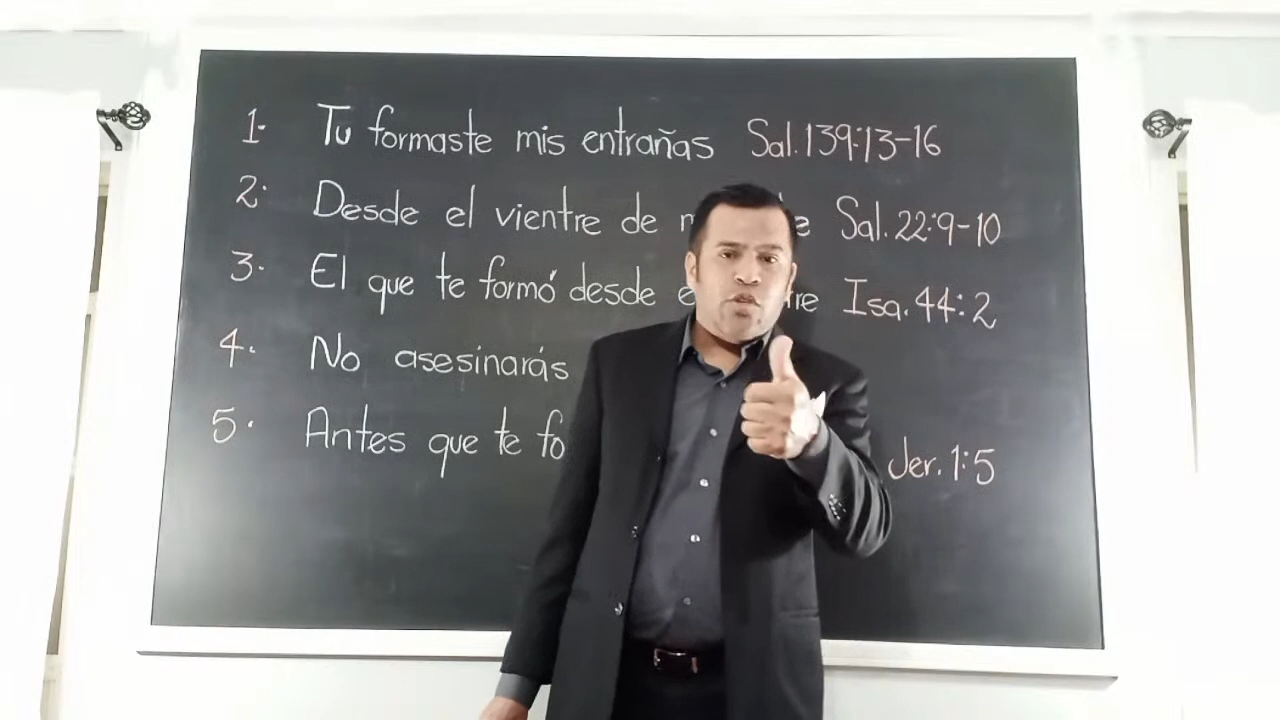 1. Tu formaste mis entrañas Sal. 139:13-16
2. Desde el vientre de Sal. 22:9-10
3. El que te formó desde Isa. 44:2
4. No asesinarás
5. Antes que te Jer. 1:5